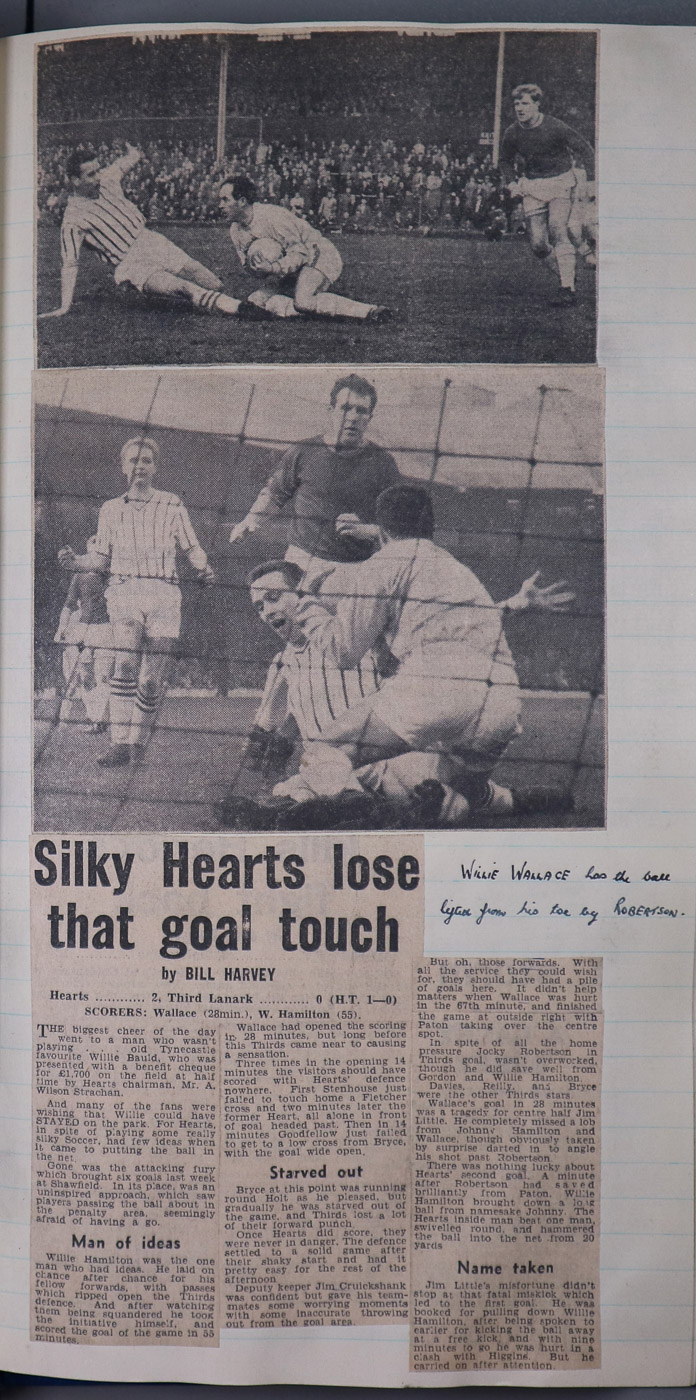 Silky Hearts lose
that goal touch
by BILL HARVEY
Hearts ............ 2, Third Lanark ............ 0 (H.T. 1—0)
SCORERS: Wallace (28min.), W. Hamilton (55).
THE biggest cheer of the day
went to a man who wasn't
playing — old Tynecastle
favourite Willie Bauld, who was
presented with a benefit cheque
for £1,700 on the field at half
time by Hearts chairman, Mr. A.
Wilson Strachan.
And many of the fans were
wishing that We could have
STAYED on the park. For Hearts,
in spite of playing some really
silky Soccer, had few ideas when
it came to putting the ball in
the net.
Gone was the attacking fury
which brought six goals last week
at Shawfield. In its place, was an
uninspired approach, which saw
players passing the ball about in
the penalty area, seemingly
afraid of having a go.
Man of ideas
Willie Hamilton was the one
man who had ideas. He laid on
chance after chance for his
fellow forwards, with passes
which ripped open the Thirds
defence. And after watching
them being squandered he took
the initiative himself, and
scored the goal of the game in 55
minutes.
Wallace had opened the scoring
in 28 minutes, but long before
this Thirds came near to causing
a sensation.
Three times in the opening 14
minutes the visitors should have
scored with Hearts' defence
nowhere. First Stenhouse just
failed to touch home a Fletcher
cross and two minutes later the
former Heart, all alone in front
of goal headed past. Then in 14
minutes Goodfellow just failed
to get to a low cross from Bryce,
with the goal wide open.
Starved out
Bryce at this point was running
round Holt as he pleased, but
gradually he was starved out of
the game, and Thirds lost a lot
of their forward punch.
Once Hearts did score, they
were never in danger. The defence
settled to a solid game after
their shaky start and had it
pretty easy for the rest of the
afternoon
Deputy keeper Jim Cruickshank
was confident but gave his team-
mates some worrying moments
with some inaccurate throwing
out from the goal area.
WILLIE WALLACE has the ball
lifted from his toe by ROBERTSON.
But oh, those forwards. With
all the service they could wish
for, they should have had a pile
of goals here. It didn't help
matters when Wallace was hurt
in the 67th minute, and finished
the game at outside right with
Paton taking over the centre
spot.
In spite of all the home
pressure Jocky Robertson in
Thirds goal, wasn't overworked,
though he did save well from
Gordon and Willie Hamilton.
Davies, Reilly, and Bryce
were the other Thirds stars.
Wallace's goal in 28 minutes
was a tragedy for centre half Jim
Little. He completely missed a lob
from Johnny Hamilton and
Wallace, though obviously taken
by surprise darted in to angle
his shot past Robertson.
There was nothing lucky about
Hearts' second goal. A minute
after Robertson had saved
brilliantly from Paton, Willie
Hamilton brought down a long
ball from namesake Johnny. The
Hearts inside man beat one man,
swivelled round, and hammered
the ball into the net from 20
yards
Name taken
Jim Little's misfortune didn't
stop at that fatal miskick which
led to the first goal. He was
booked for pulling down Willie
Hamilton, after being spoken to
earlier for kicking the ball away
at a free kick, and with nine
minutes to go he was hurt in a
clash with Higgins. But he
carried on after attention.